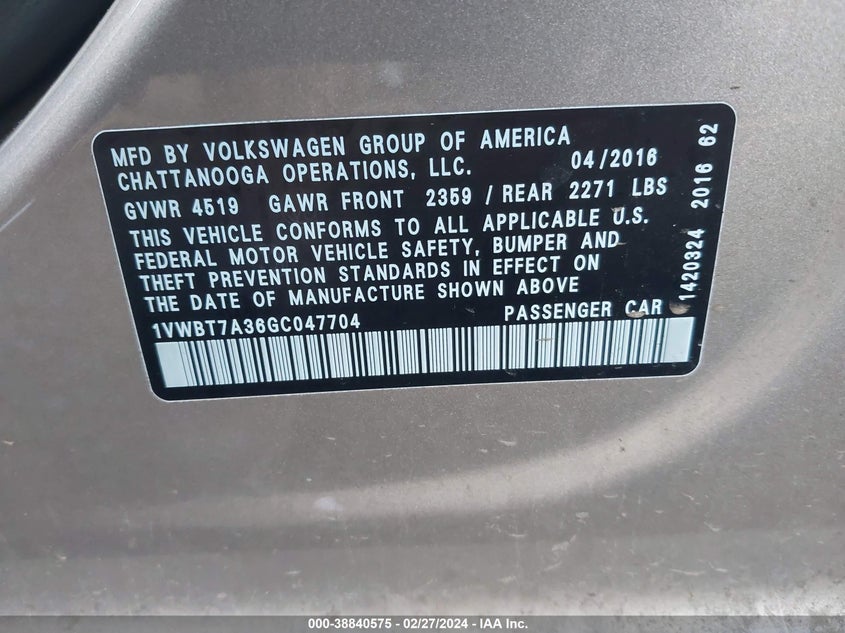 MFD BY VOLKSWAGEN GROUP OF AMERICA
CHATTANOOGA OPERATIONS, LLC. 04/2016
GVWR 4519 GAWR FRONT 2359 / REAR 2271 LBS
THIS VEHICLE CONFORMS TO ALL APPLICABLE U.S.
FEDERAL MOTOR VEHICLE SAFETY, BUMPER AND
THEFT PREVENTION STANDARDS IN EFFECT ON
THE DATE OF MANUFACTURE SHOWN ABOVE
1VWBT7A36GC047704 PASSENGER CAR
1420324 2016 62
000-38840575 - 02/27/2024 - IAA Inc.